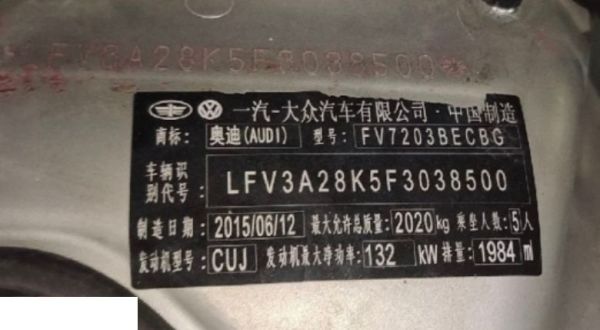 LFV3A28K5F3038500
一汽-大众汽车有限公司·中国制造
商标: 奥迪(AUDI) 型号: FV7203BECBG
车辆识别代号: LFV3A28K5F3038500
制造日期: 2015/06/12 最大允许总质量: 2020kg 乘坐人数: 5人
发动机型号: CUJ 发动机最大净功率: 132 kW 排量: 1984 ml